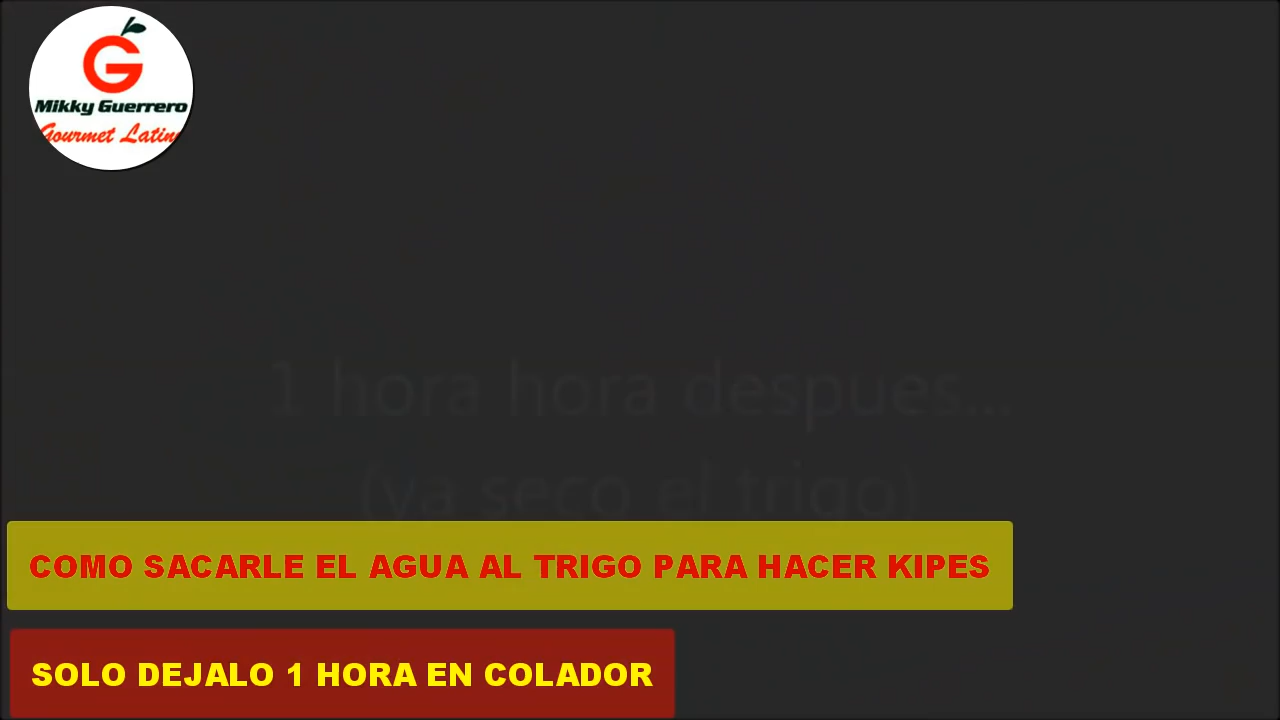 G
Mikky Guerrero
Gourmet Latin
1 hora hora despues...
(ya seco el trigo)
COMO SACARLE EL AGUA AL TRIGO PARA HACER KIPES
SOLO DEJALO 1 HORA EN COLADOR